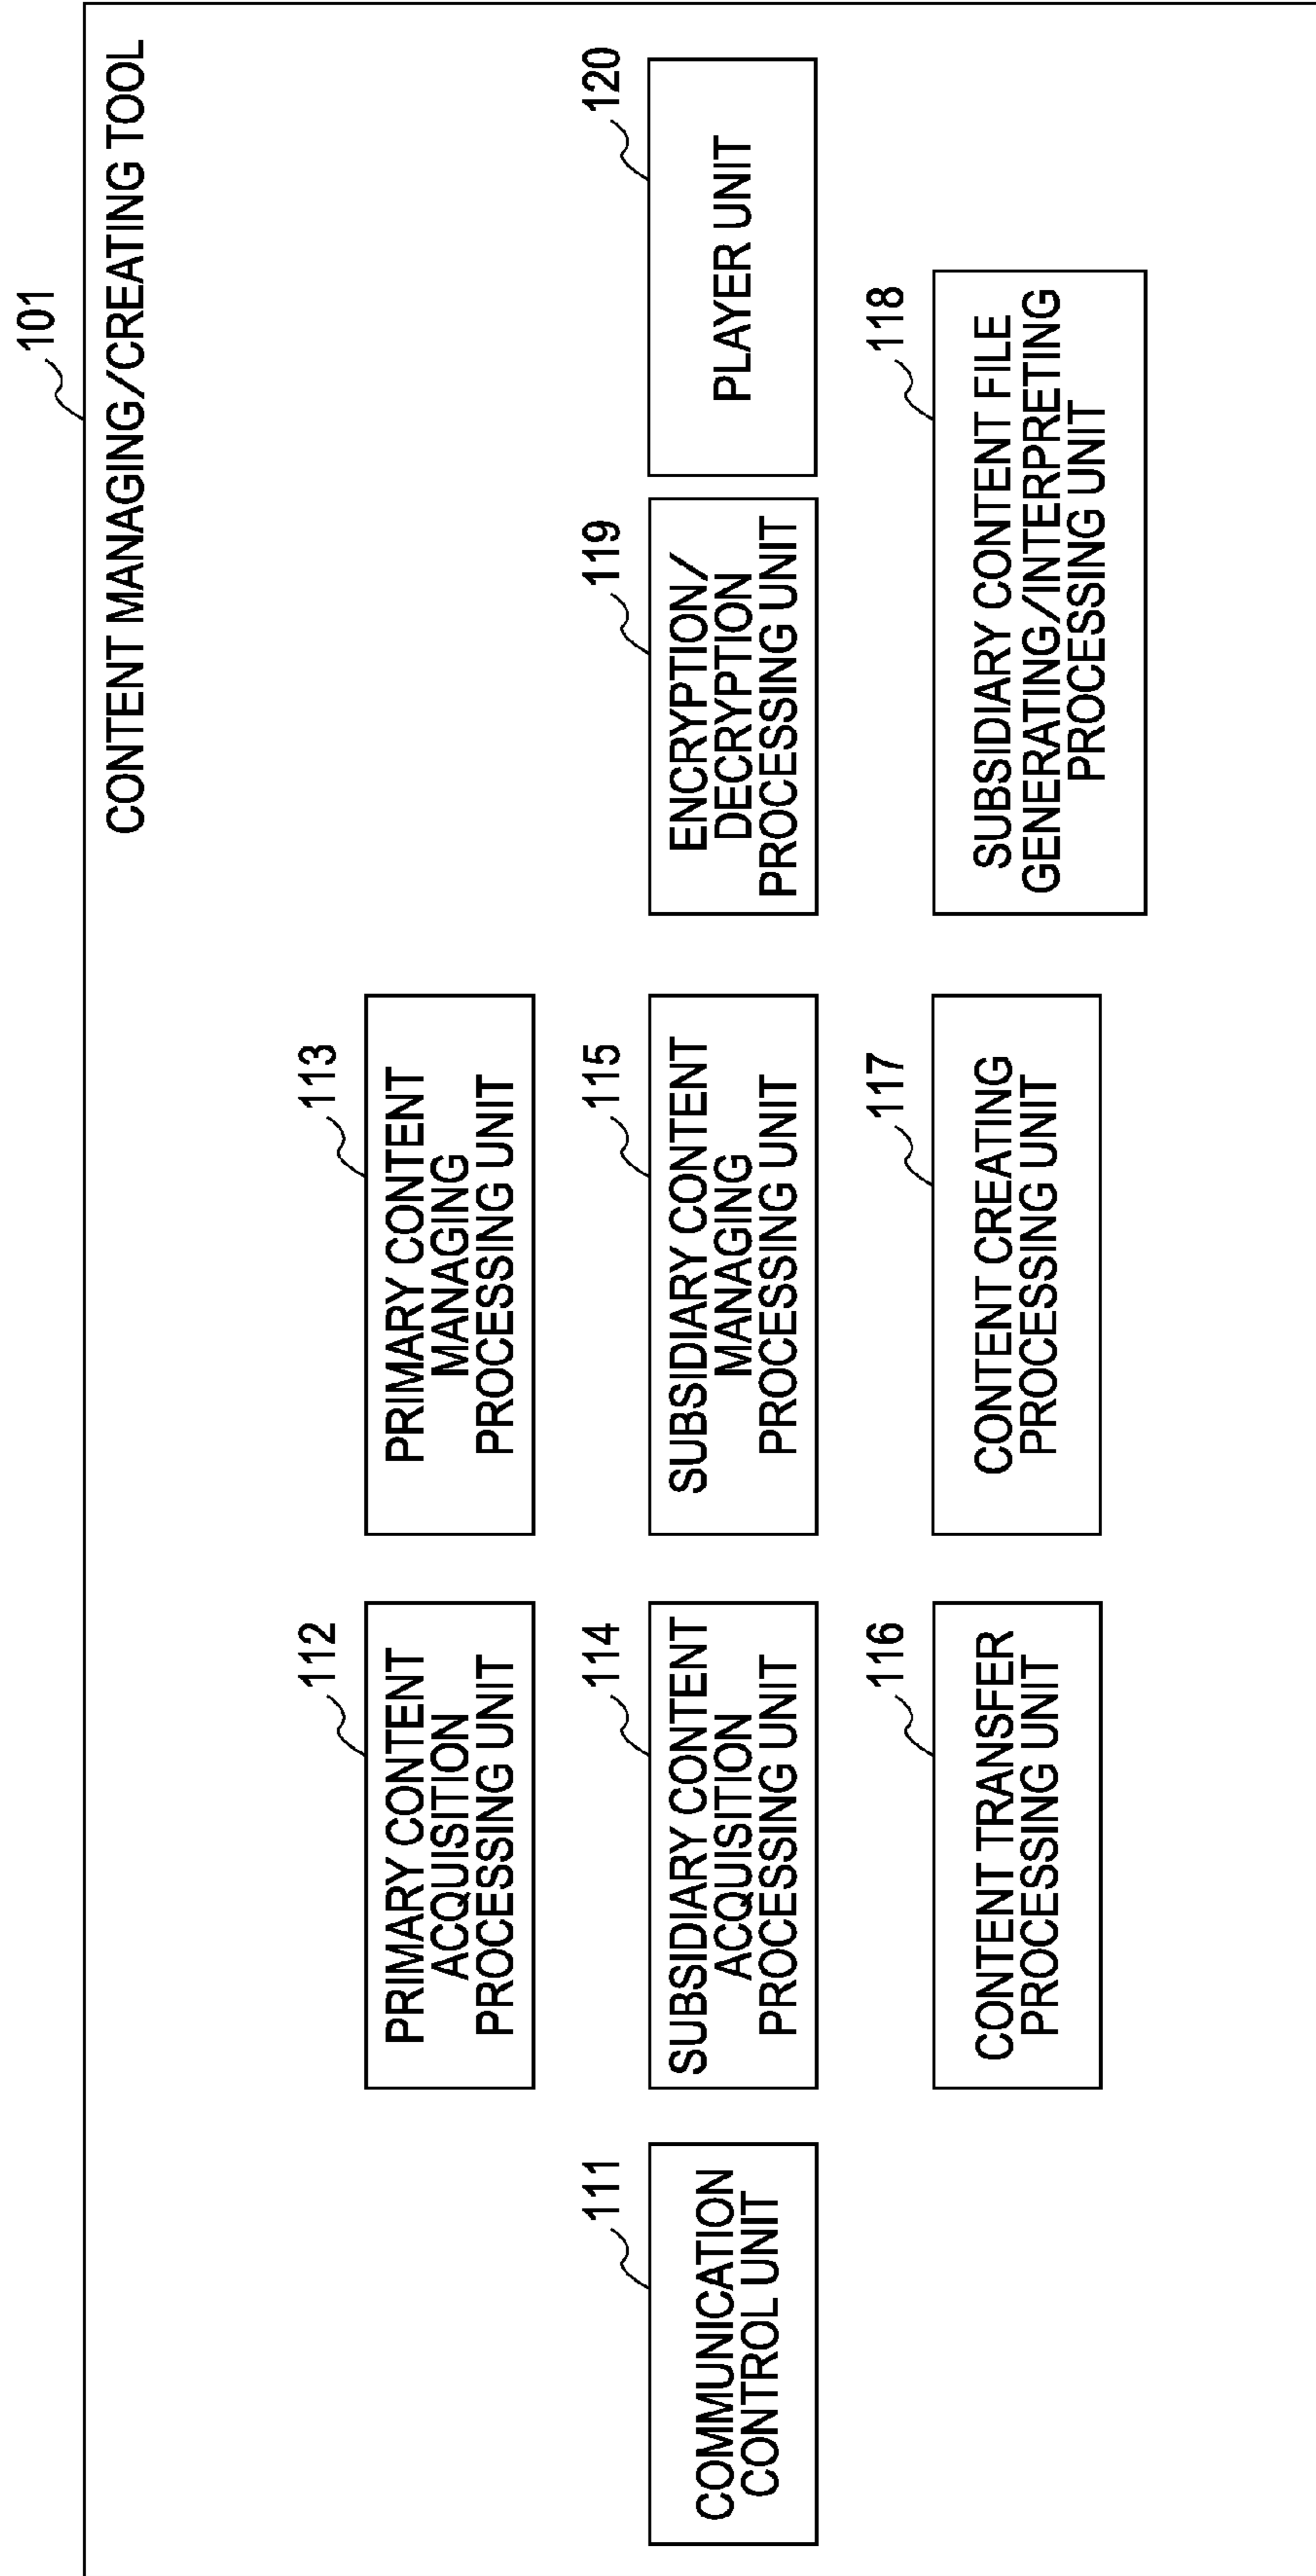 101
CONTENT MANAGING/CREATING TOOL
111
COMMUNICATION
CONTROL UNIT
112
PRIMARY CONTENT
ACQUISITION
PROCESSING UNIT
113
PRIMARY CONTENT
MANAGING
PROCESSING UNIT
114
SUBSIDIARY CONTENT
ACQUISITION
PROCESSING UNIT
115
SUBSIDIARY CONTENT
MANAGING
PROCESSING UNIT
119
ENCRYPTION/
DECRYPTION
PROCESSING UNIT
120
PLAYER UNIT
116
CONTENT TRANSFER
PROCESSING UNIT
117
CONTENT CREATING
PROCESSING UNIT
118
SUBSIDIARY CONTENT FILE
GENERATING/INTERPRETING
PROCESSING UNIT